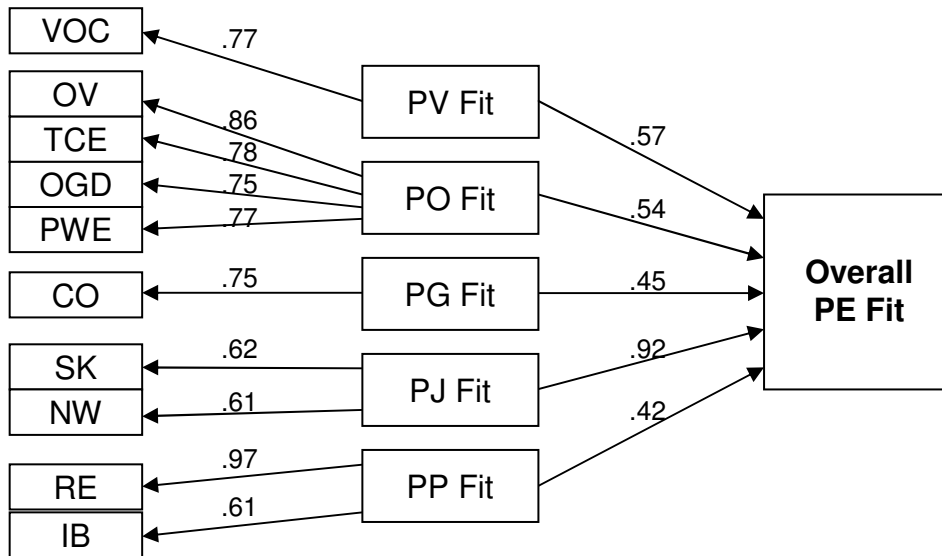 VOC
.77
PV Fit
OV
.86
.57
TCE
.78
OGD
.75
PO Fit
.54
PWE
.77
Overall
PE Fit
CO
.75
PG Fit
.45
SK
.62
.92
PJ Fit
NW
.61
.42
RE
.97
PP Fit
IB
.61